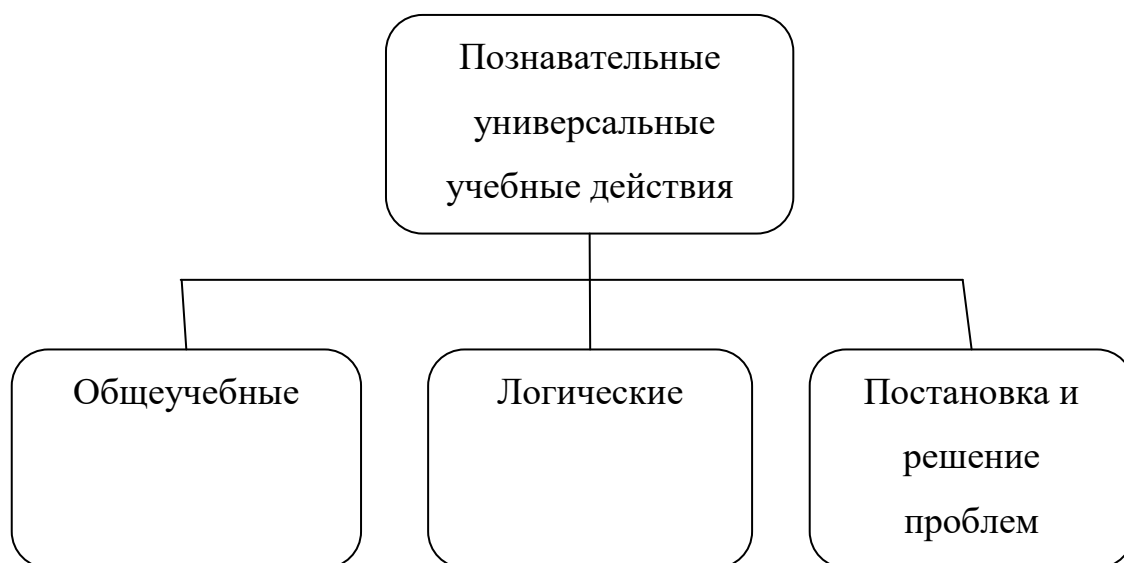 Познавательные
универсальные
учебные действия
Общеучебные
Логические
Постановка и
решение
проблем